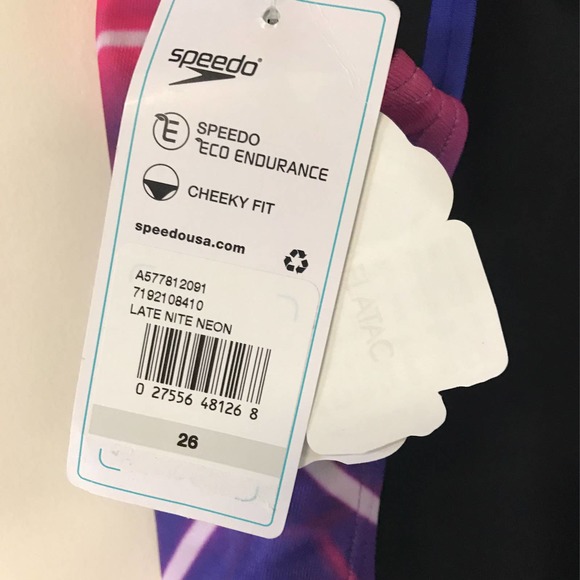 speedo
SPEEDO
ECO ENDURANCE
CHEEKY FIT
speedousa.com
A577812091
7192108410
LATE NITE NEON
0 27556 48126 8
26